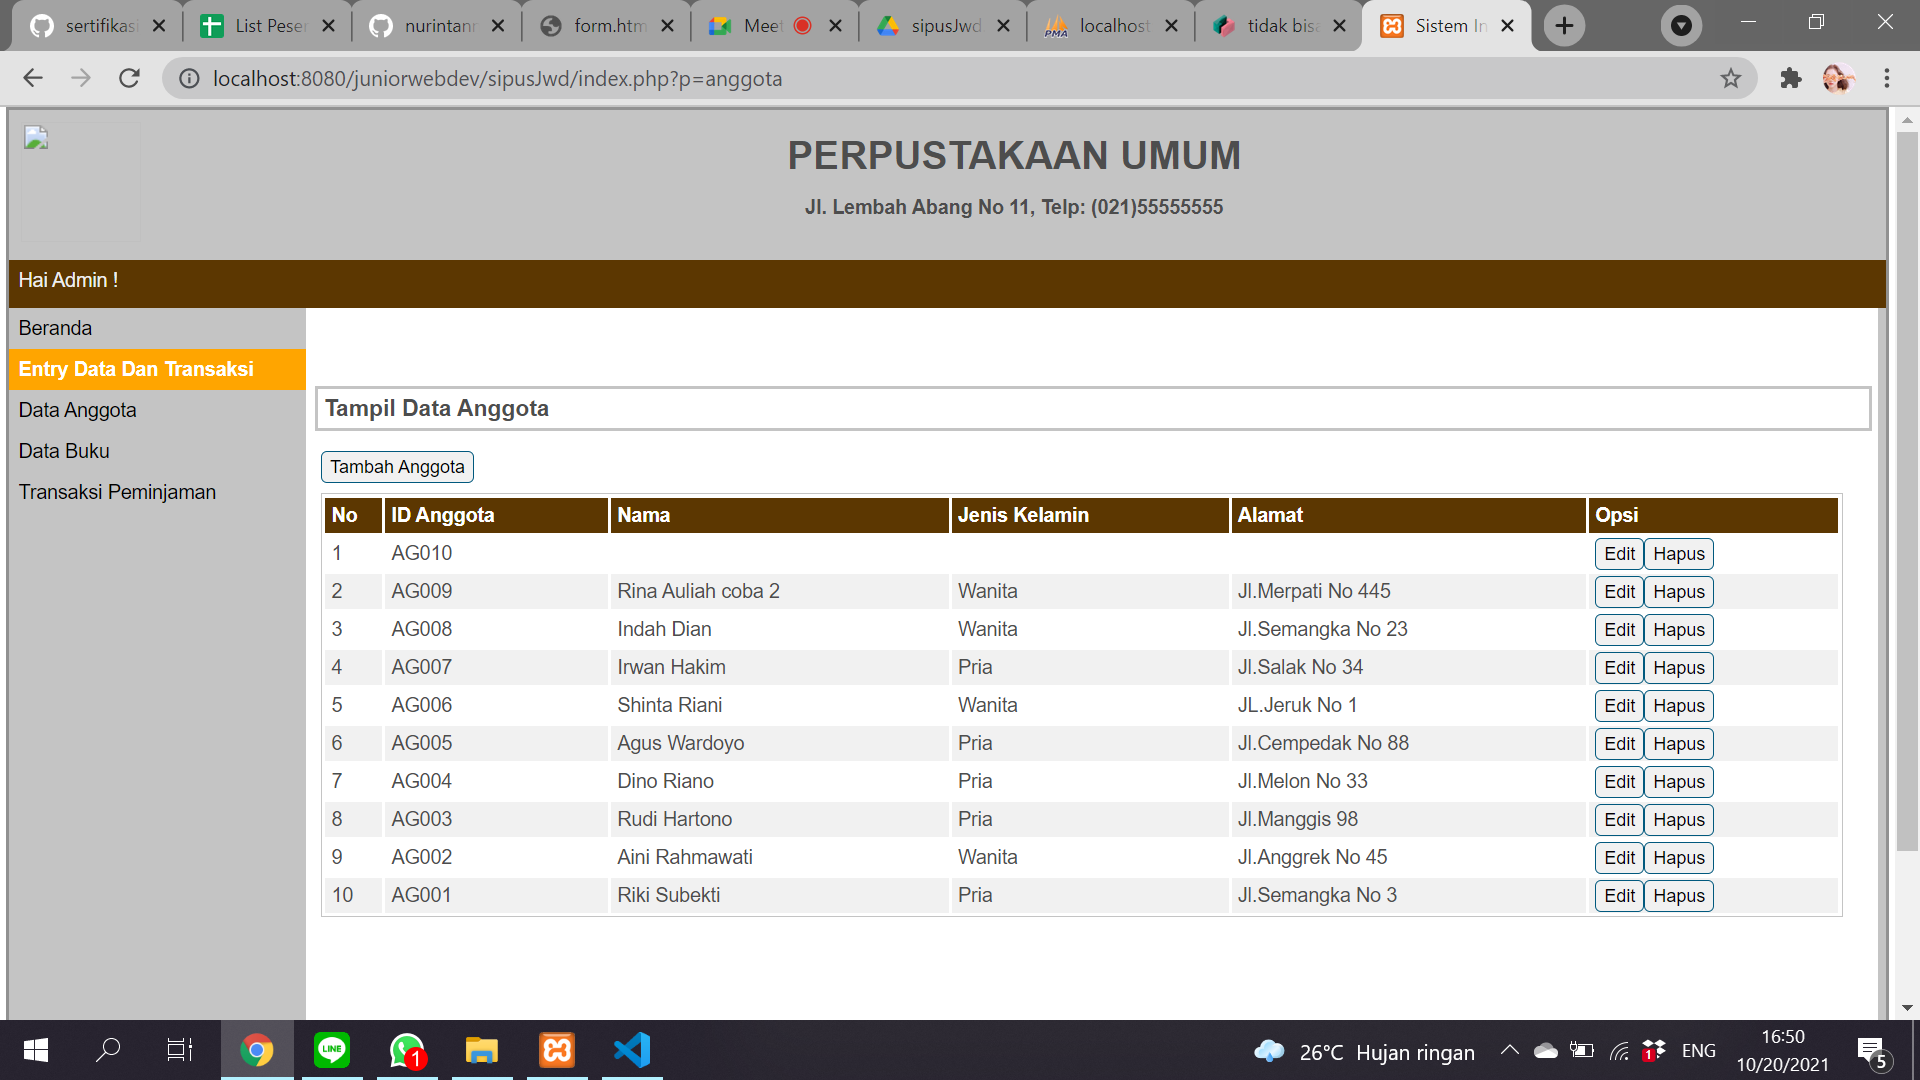 sertifikasi
List Peser
nurintann
form.htm
Meet
sipusJwd
localhost
tidak bisa
Sistem In
localhost:8080/juniorwebdev/sipusJwd/index.php?p=anggota
PERPUSTAKAAN UMUM
Jl. Lembah Abang No 11, Telp: (021)55555555
Hai Admin !
Beranda
Entry Data Dan Transaksi
Data Anggota
Data Buku
Transaksi Peminjaman
Tampil Data Anggota
Tambah Anggota
No ID Anggota Nama Jenis Kelamin Alamat Opsi
1 AG010 Edit Hapus
2 AG009 Rina Auliah coba 2 Wanita Jl.Merpati No 445 Edit Hapus
3 AG008 Indah Dian Wanita Jl.Semangka No 23 Edit Hapus
4 AG007 Irwan Hakim Pria Jl.Salak No 34 Edit Hapus
5 AG006 Shinta Riani Wanita JL.Jeruk No 1 Edit Hapus
6 AG005 Agus Wardoyo Pria Jl.Cempedak No 88 Edit Hapus
7 AG004 Dino Riano Pria Jl.Melon No 33 Edit Hapus
8 AG003 Rudi Hartono Pria Jl.Manggis 98 Edit Hapus
9 AG002 Aini Rahmawati Wanita Jl.Anggrek No 45 Edit Hapus
10 AG001 Riki Subekti Pria Jl.Semangka No 3 Edit Hapus
LINE
1
26°C Hujan ringan
1
ENG
16:50
10/20/2021
5
PMA